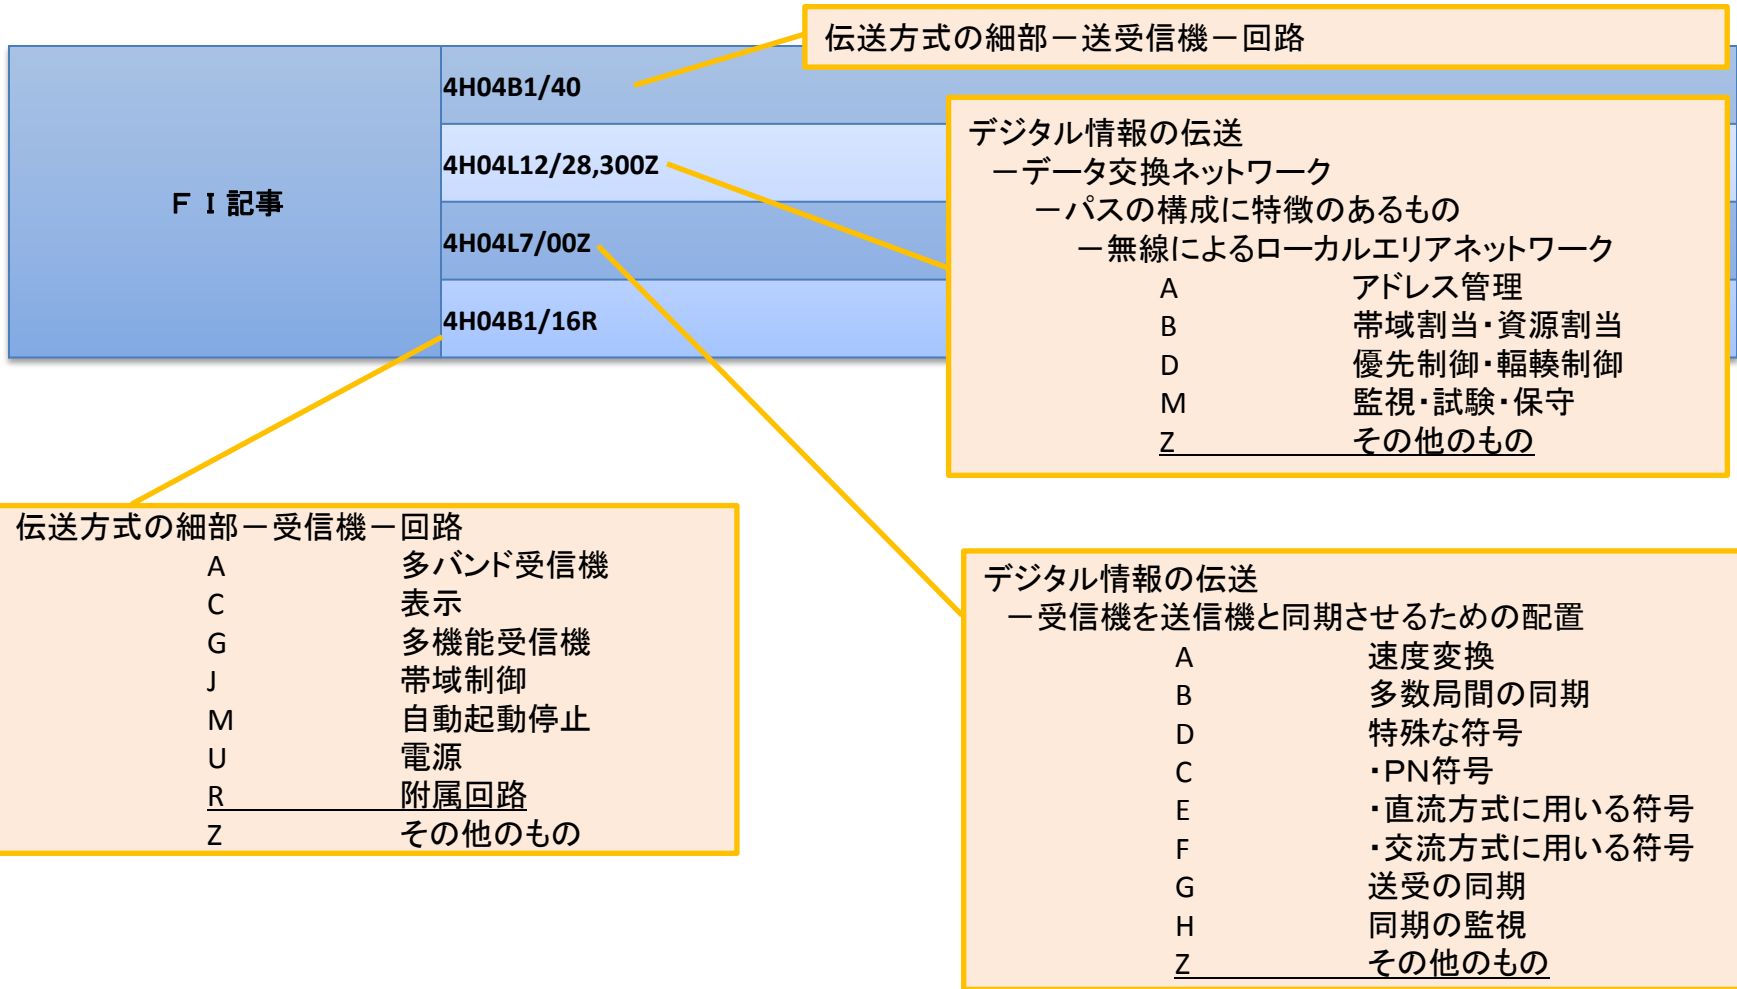 伝送方式の細部－送受信機－回路
ＦＩ記事
4H04B1/40
4H04L12/28,300Z
4H04L7/00Z
4H04B1/16R
デジタル情報の伝送
－データ交換ネットワーク
－パスの構成に特徴のあるもの
－無線によるローカルエリアネットワーク
A アドレス管理
B 帯域割当・資源割当
D 優先制御・輻輳制御
M 監視・試験・保守
Z その他のもの
伝送方式の細部－受信機－回路
A 多バンド受信機
C 表示
G 多機能受信機
J 帯域制御
M 自動起動停止
U 電源
R 附属回路
Z その他のもの
デジタル情報の伝送
－受信機を送信機と同期させるための配置
A 速度変換
B 多数局間の同期
D 特殊な符号
C ・ＰＮ符号
E ・直流方式に用いる符号
F ・交流方式に用いる符号
G 送受の同期
H 同期の監視
Z その他のもの